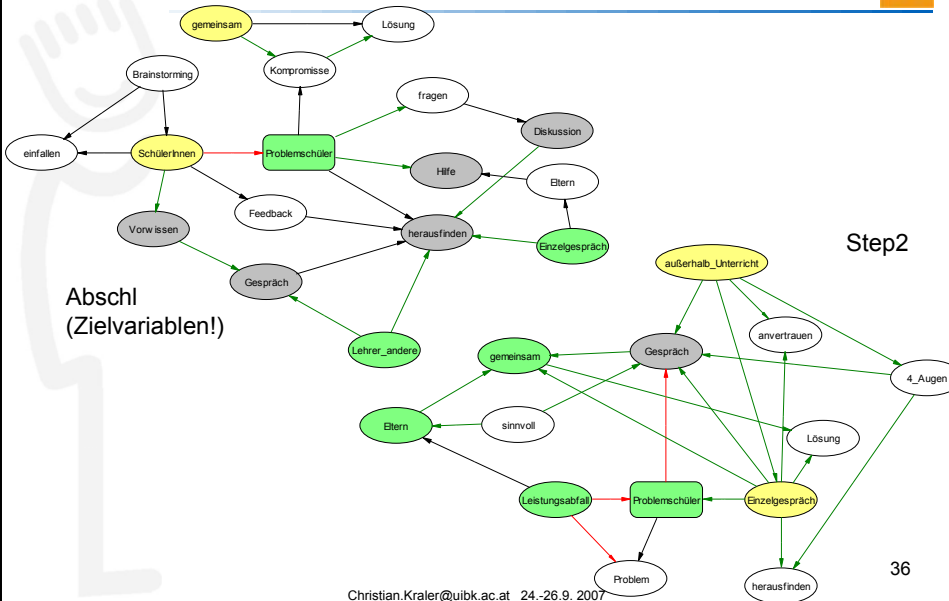 gemeinsam
Lösung
Kompromisse
Brainstorming
fragen
Diskussion
einfallen
SchülerInnen
Problemschüler
Hilfe
Eltern
Feedback
Vorwissen
herausfinden
Einzelgespräch
Gespräch
Lehrer_andere
Abschl
(Zielvariablen!)
Step2
außerhalb_Unterricht
anvertrauen
gemeinsam
Gespräch
4_Augen
Eltern
sinnvoll
Lösung
Leistungsabfall
Problemschüler
Einzelgespräch
Problem
herausfinden
36
Christian.Kraler@uibk.ac.at 24.-26.9. 2007